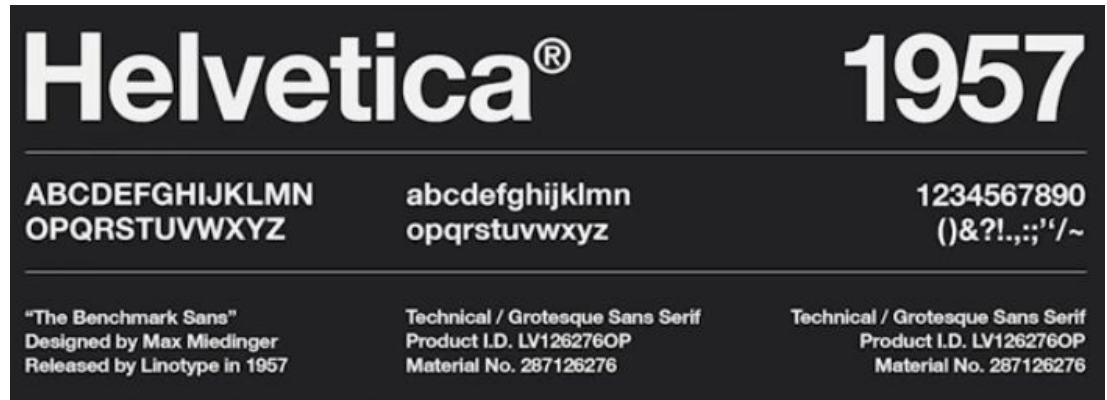 Helvetica® 1957
ABCDEFGHIJKLMN abcdefghijklmn 1234567890
OPQRSTUVWXYZ opqrstuvwxyz ()&?!.,:;’‘/~
“The Benchmark Sans” Technical / Grotesque Sans Serif Technical / Grotesque Sans Serif
Designed by Max Miedinger Product I.D. LV126276OP Product I.D. LV126276OP
Released by Linotype in 1957 Material No. 287126276 Material No. 287126276